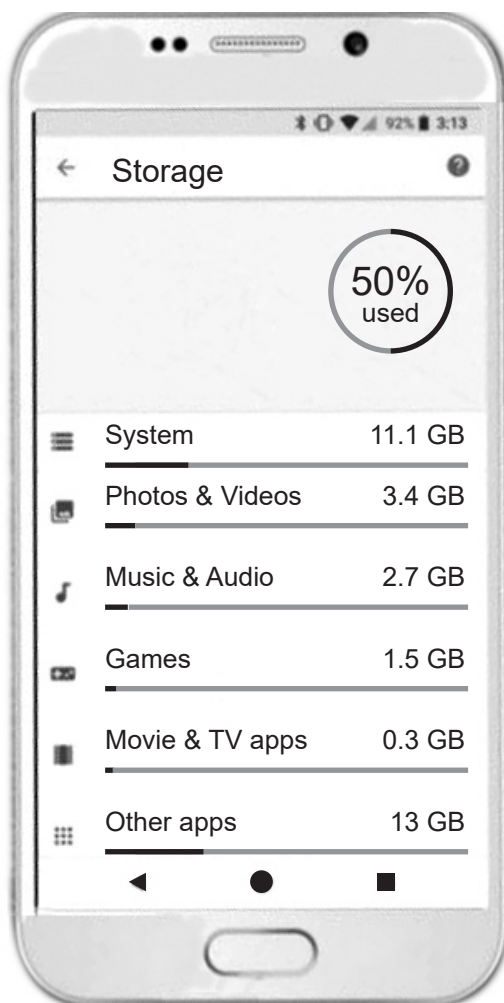 92% 3:13
Storage
50%
used
System 11.1 GB
Photos & Videos 3.4 GB
Music & Audio 2.7 GB
Games 1.5 GB
Movie & TV apps 0.3 GB
Other apps 13 GB